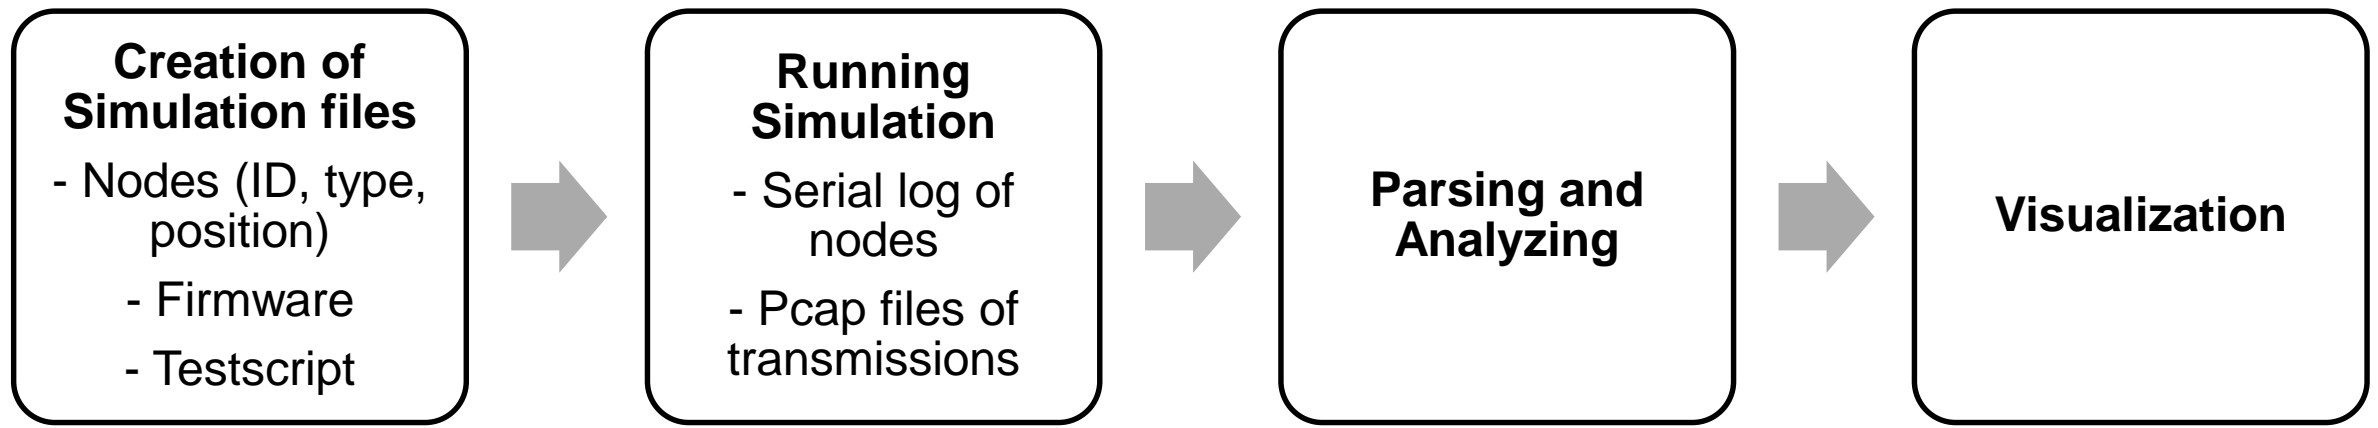 Creation of
Simulation files
- Nodes (ID, type,
position)
- Firmware
- Testscript
Running
Simulation
- Serial log of
nodes
- Pcap files of
transmissions
Parsing and
Analyzing
Visualization